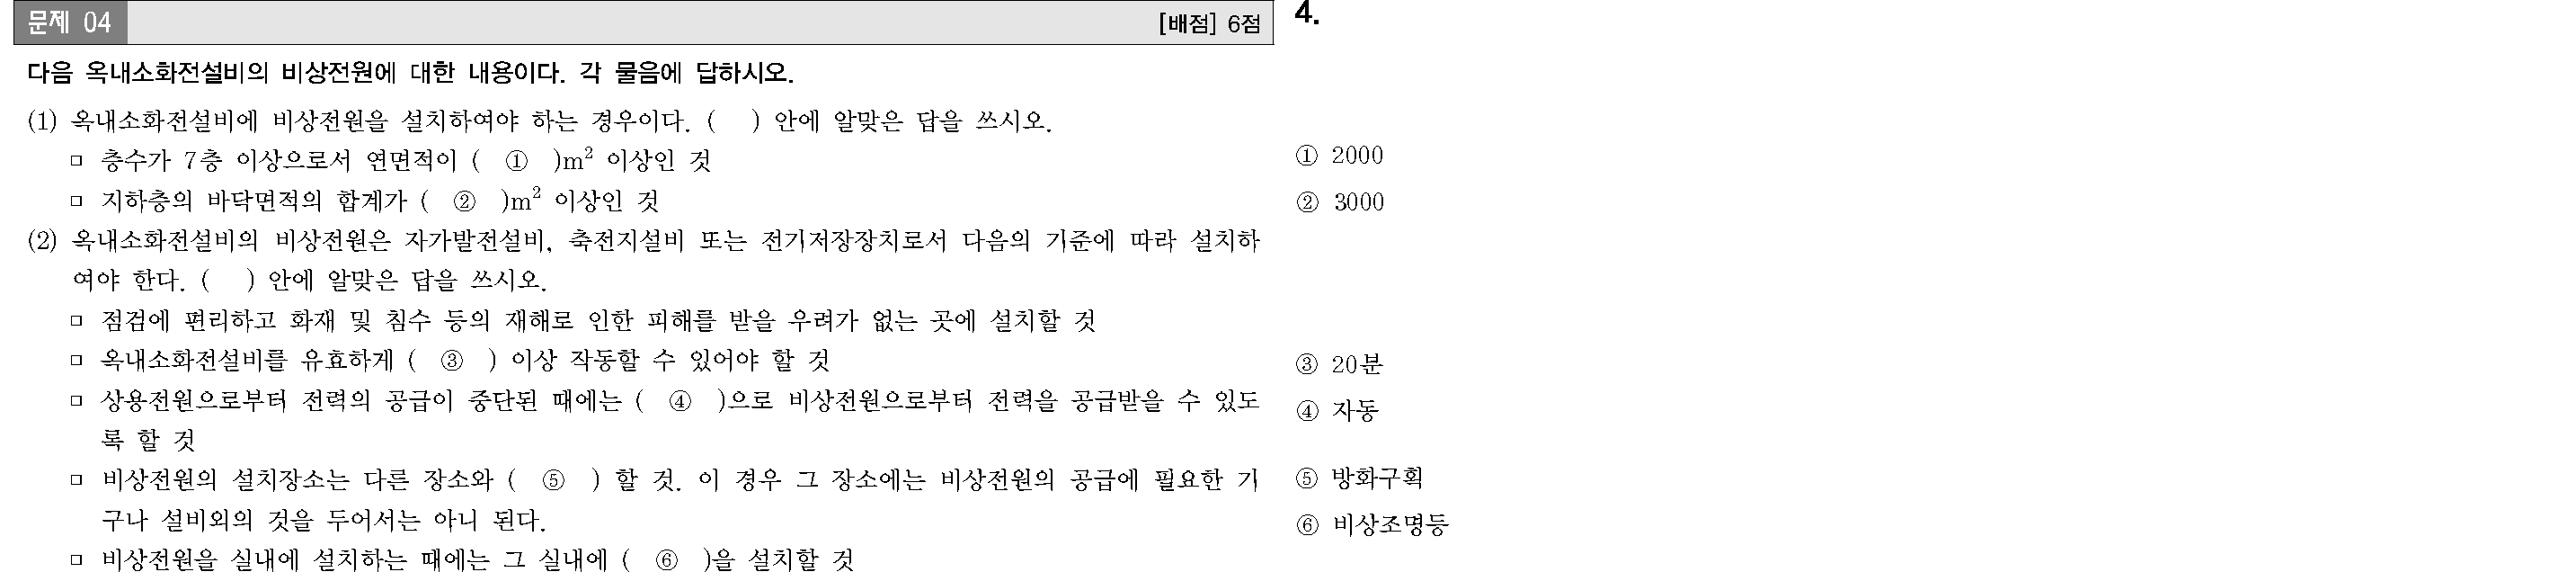 문제 04 [배점] 6점
다음 옥내소화전설비의 비상전원에 대한 내용이다. 각 물음에 답하시오.
(1) 옥내소화전설비에 비상전원을 설치하여야 하는 경우이다. (   ) 안에 알맞은 답을 쓰시오.
▫ 층수가 7층 이상으로서 연면적이 ( ① )m² 이상인 것
▫ 지하층의 바닥면적의 합계가 ( ② )m² 이상인 것
(2) 옥내소화전설비의 비상전원은 자가발전설비, 축전지설비 또는 전기저장장치로서 다음의 기준에 따라 설치하
여야 한다. (   ) 안에 알맞은 답을 쓰시오.
▫ 점검에 편리하고 화재 및 침수 등의 재해로 인한 피해를 받을 우려가 없는 곳에 설치할 것
▫ 옥내소화전설비를 유효하게 ( ③ ) 이상 작동할 수 있어야 할 것
▫ 상용전원으로부터 전력의 공급이 중단된 때에는 ( ④ )으로 비상전원으로부터 전력을 공급받을 수 있도
록 할 것
▫ 비상전원의 설치장소는 다른 장소와 ( ⑤ ) 할 것. 이 경우 그 장소에는 비상전원의 공급에 필요한 기
구나 설비외의 것을 두어서는 아니 된다.
▫ 비상전원을 실내에 설치하는 때에는 그 실내에 ( ⑥ )을 설치할 것
4.
① 2000
② 3000
③ 20분
④ 자동
⑤ 방화구획
⑥ 비상조명등